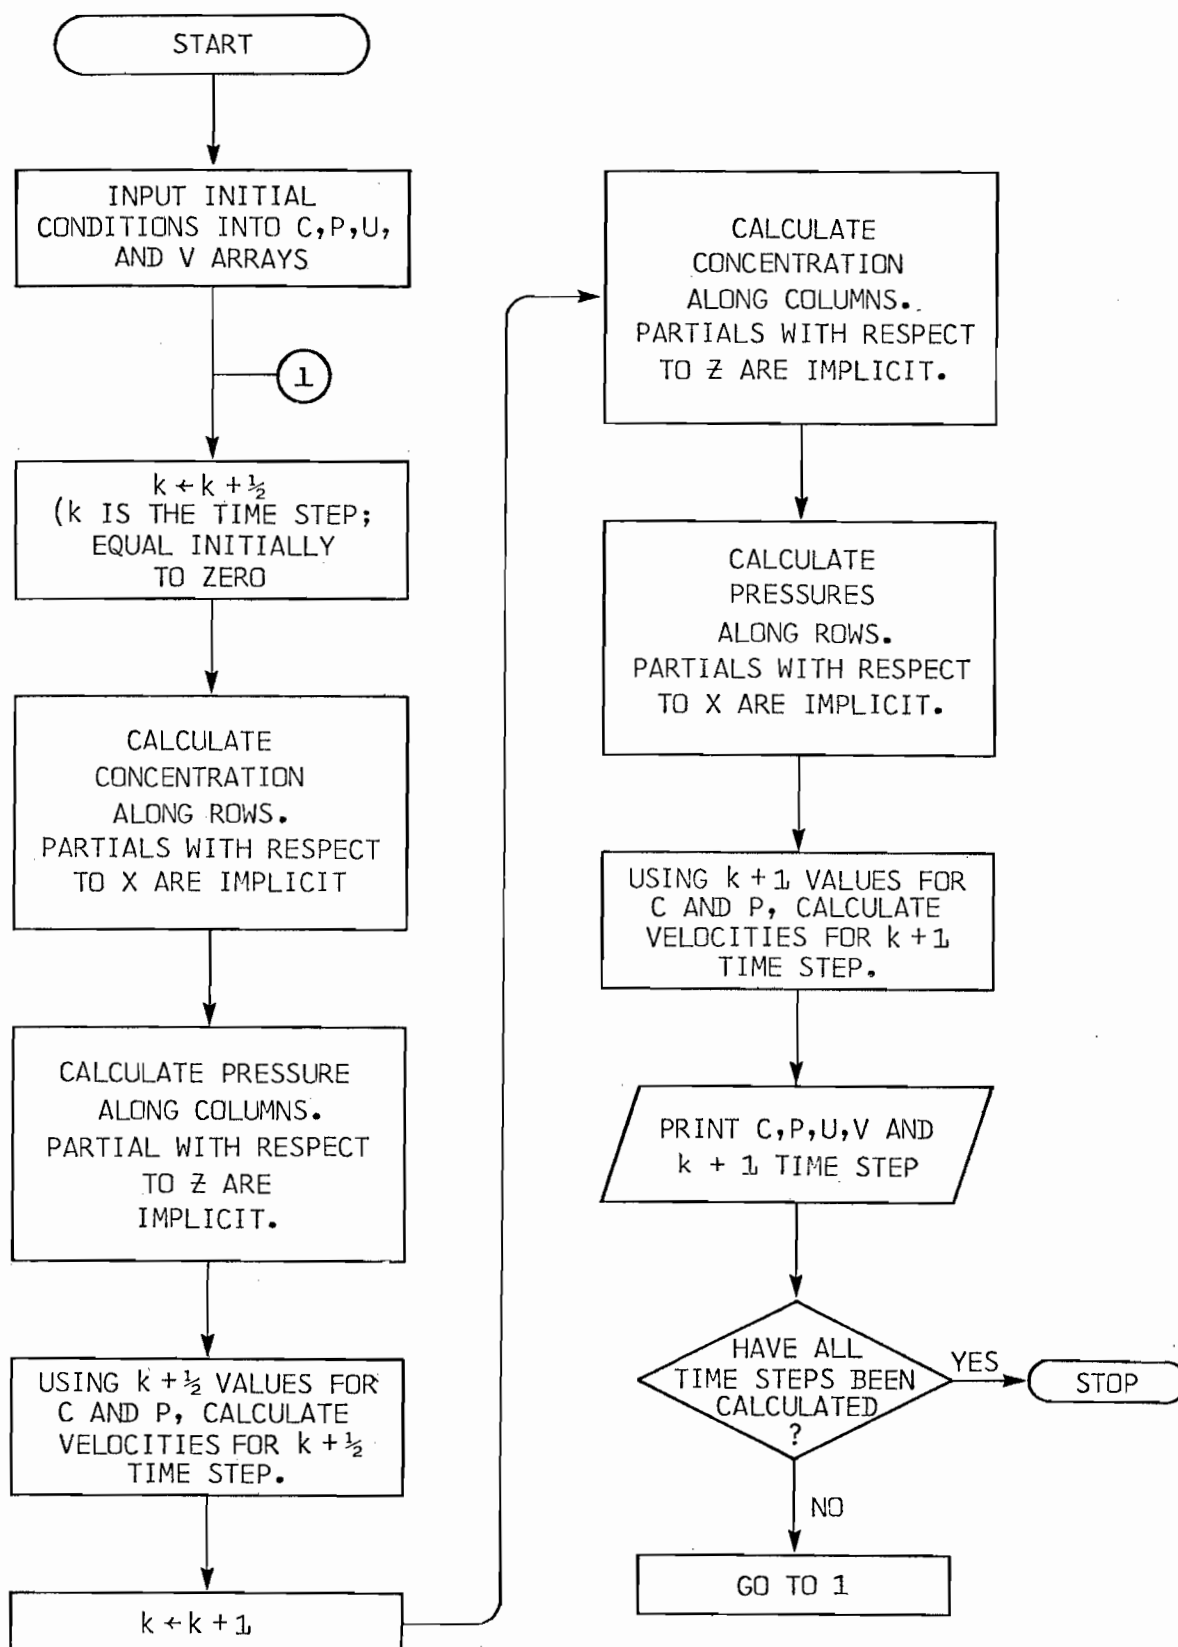 START
INPUT INITIAL
CONDITIONS INTO C,P,U,
AND V ARRAYS
1
k ← k + ½
(k IS THE TIME STEP;
EQUAL INITIALLY
TO ZERO
CALCULATE
CONCENTRATION
ALONG ROWS.
PARTIALS WITH RESPECT
TO X ARE IMPLICIT
CALCULATE PRESSURE
ALONG COLUMNS.
PARTIAL WITH RESPECT
TO Z ARE
IMPLICIT.
USING k + ½ VALUES FOR
C AND P, CALCULATE
VELOCITIES FOR k + ½
TIME STEP.
k ← k + 1
CALCULATE
CONCENTRATION
ALONG COLUMNS.
PARTIALS WITH RESPECT
TO Z ARE IMPLICIT.
CALCULATE
PRESSURES
ALONG ROWS.
PARTIALS WITH RESPECT
TO X ARE IMPLICIT.
USING k + 1 VALUES FOR
C AND P, CALCULATE
VELOCITIES FOR k + 1
TIME STEP.
PRINT C,P,U,V AND
k + 1 TIME STEP
HAVE ALL
TIME STEPS BEEN
CALCULATED
?
YES
STOP
NO
GO TO 1